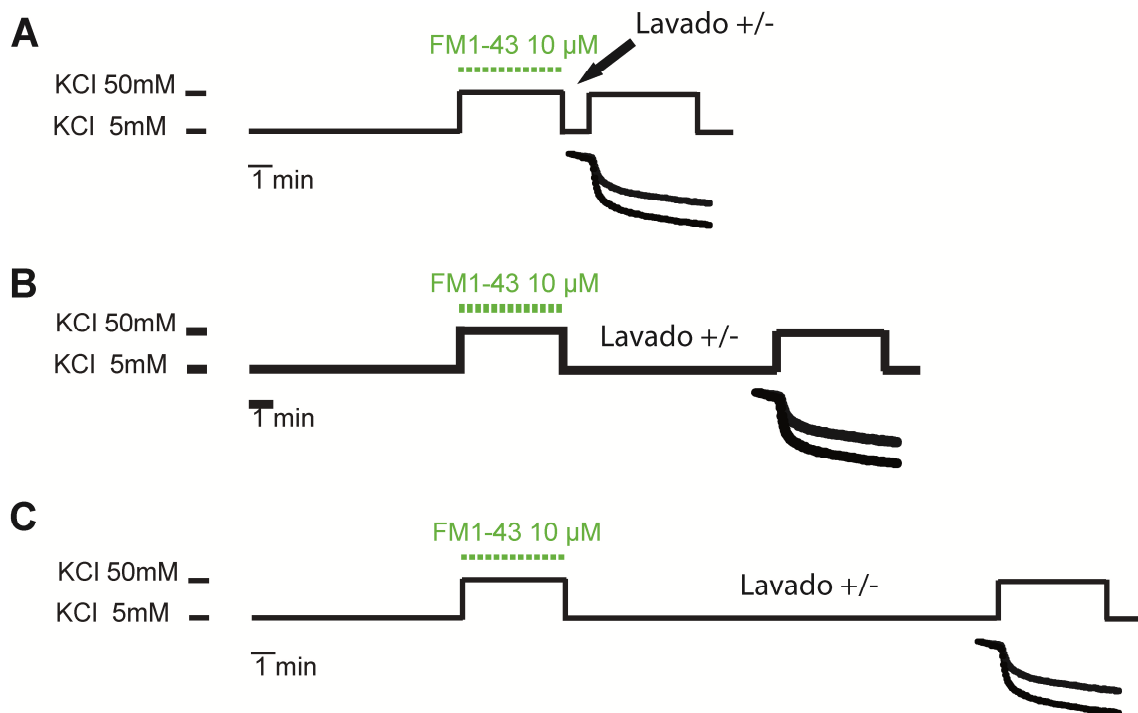 A
Lavado +/-
FM1-43 10 µM
KCl 50mM
KCl 5mM
1 min
B
FM1-43 10 µM
KCl 50mM
Lavado +/-
KCl 5mM
1 min
C
FM1-43 10 µM
KCl 50mM
Lavado +/-
KCl 5mM
1 min